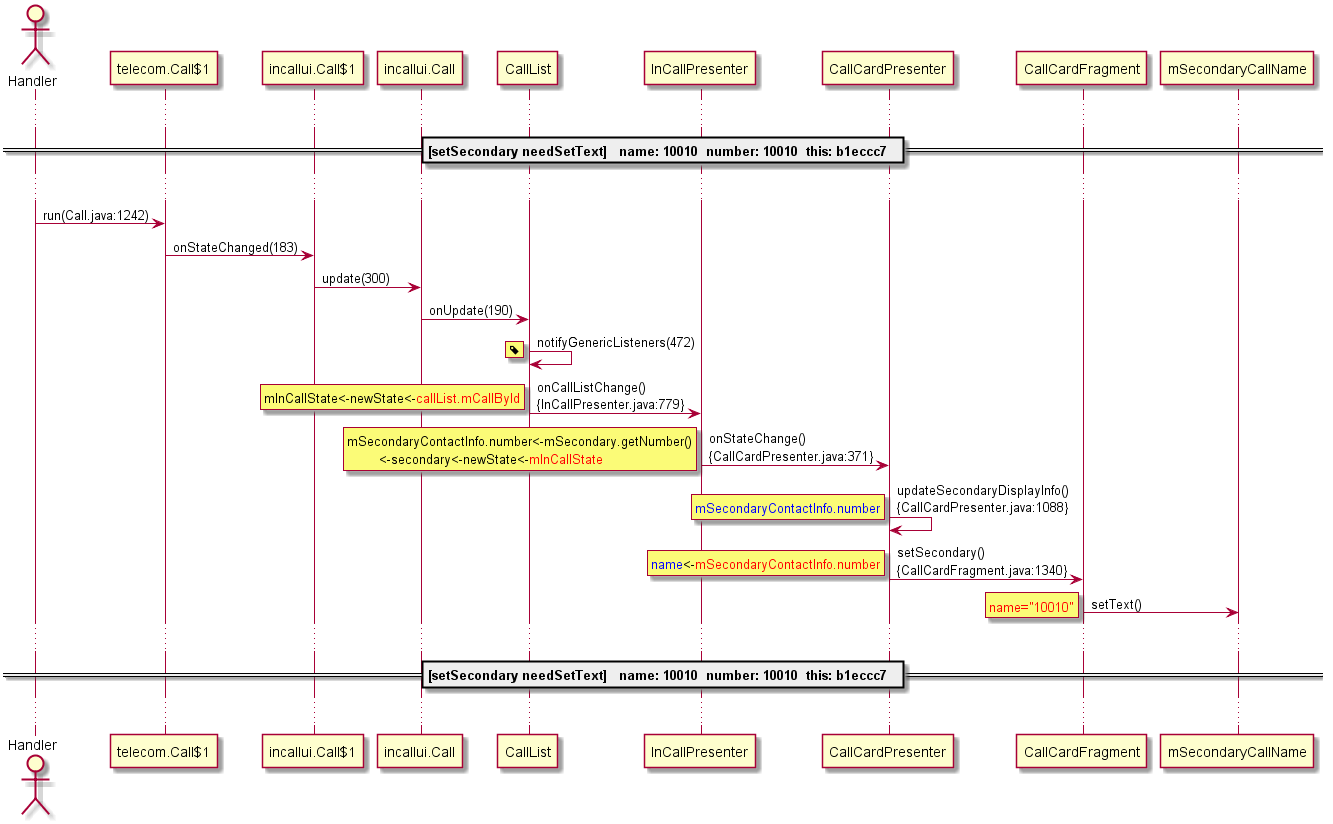 Handler
telecom.Call$1
incallui.Call$1
incallui.Call
CallList
InCallPresenter
CallCardPresenter
CallCardFragment
mSecondaryCallName
[setSecondary needSetText]   name: 10010  number: 10010  this: b1eccc7
run(Call.java:1242)
onStateChanged(183)
update(300)
onUpdate(190)
notifyGenericListeners(472)
mInCallState<-newState<-callList.mCallById
onCallListChange()
{InCallPresenter.java:779}
mSecondaryContactInfo.number<-mSecondary.getNumber()
<-secondary<-newState<-mInCallState
onStateChange()
{CallCardPresenter.java:371}
mSecondaryContactInfo.number
updateSecondaryDisplayInfo()
{CallCardPresenter.java:1088}
name<-mSecondaryContactInfo.number
setSecondary()
{CallCardFragment.java:1340}
name="10010"
setText()
[setSecondary needSetText]   name: 10010  number: 10010  this: b1eccc7
Handler
telecom.Call$1
incallui.Call$1
incallui.Call
CallList
InCallPresenter
CallCardPresenter
CallCardFragment
mSecondaryCallName